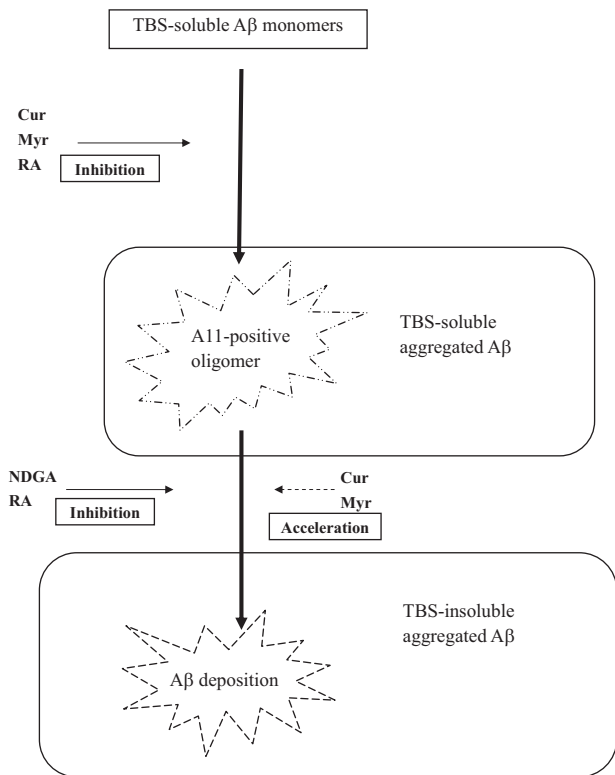 TBS-soluble Aβ monomers
Cur
Myr
RA
Inhibition
A11-positive
oligomer
TBS-soluble
aggregated Aβ
NDGA
RA
Inhibition
Cur
Myr
Acceleration
TBS-insoluble
aggregated Aβ
Aβ deposition